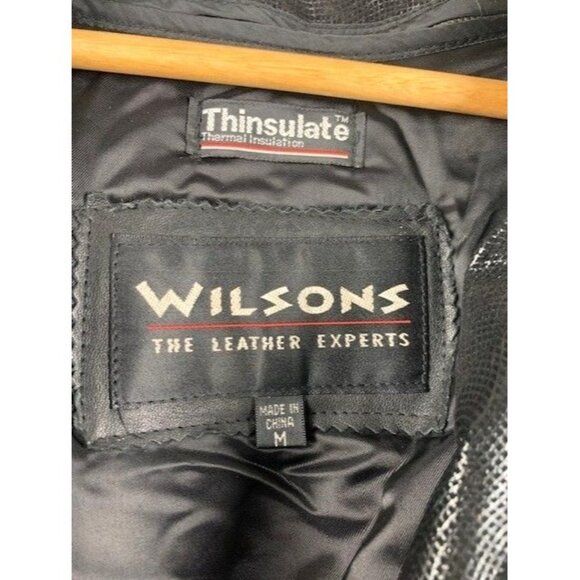 Thinsulate™
Thermal Insulation
WILSONS
THE LEATHER EXPERTS
MADE IN
CHINA
M